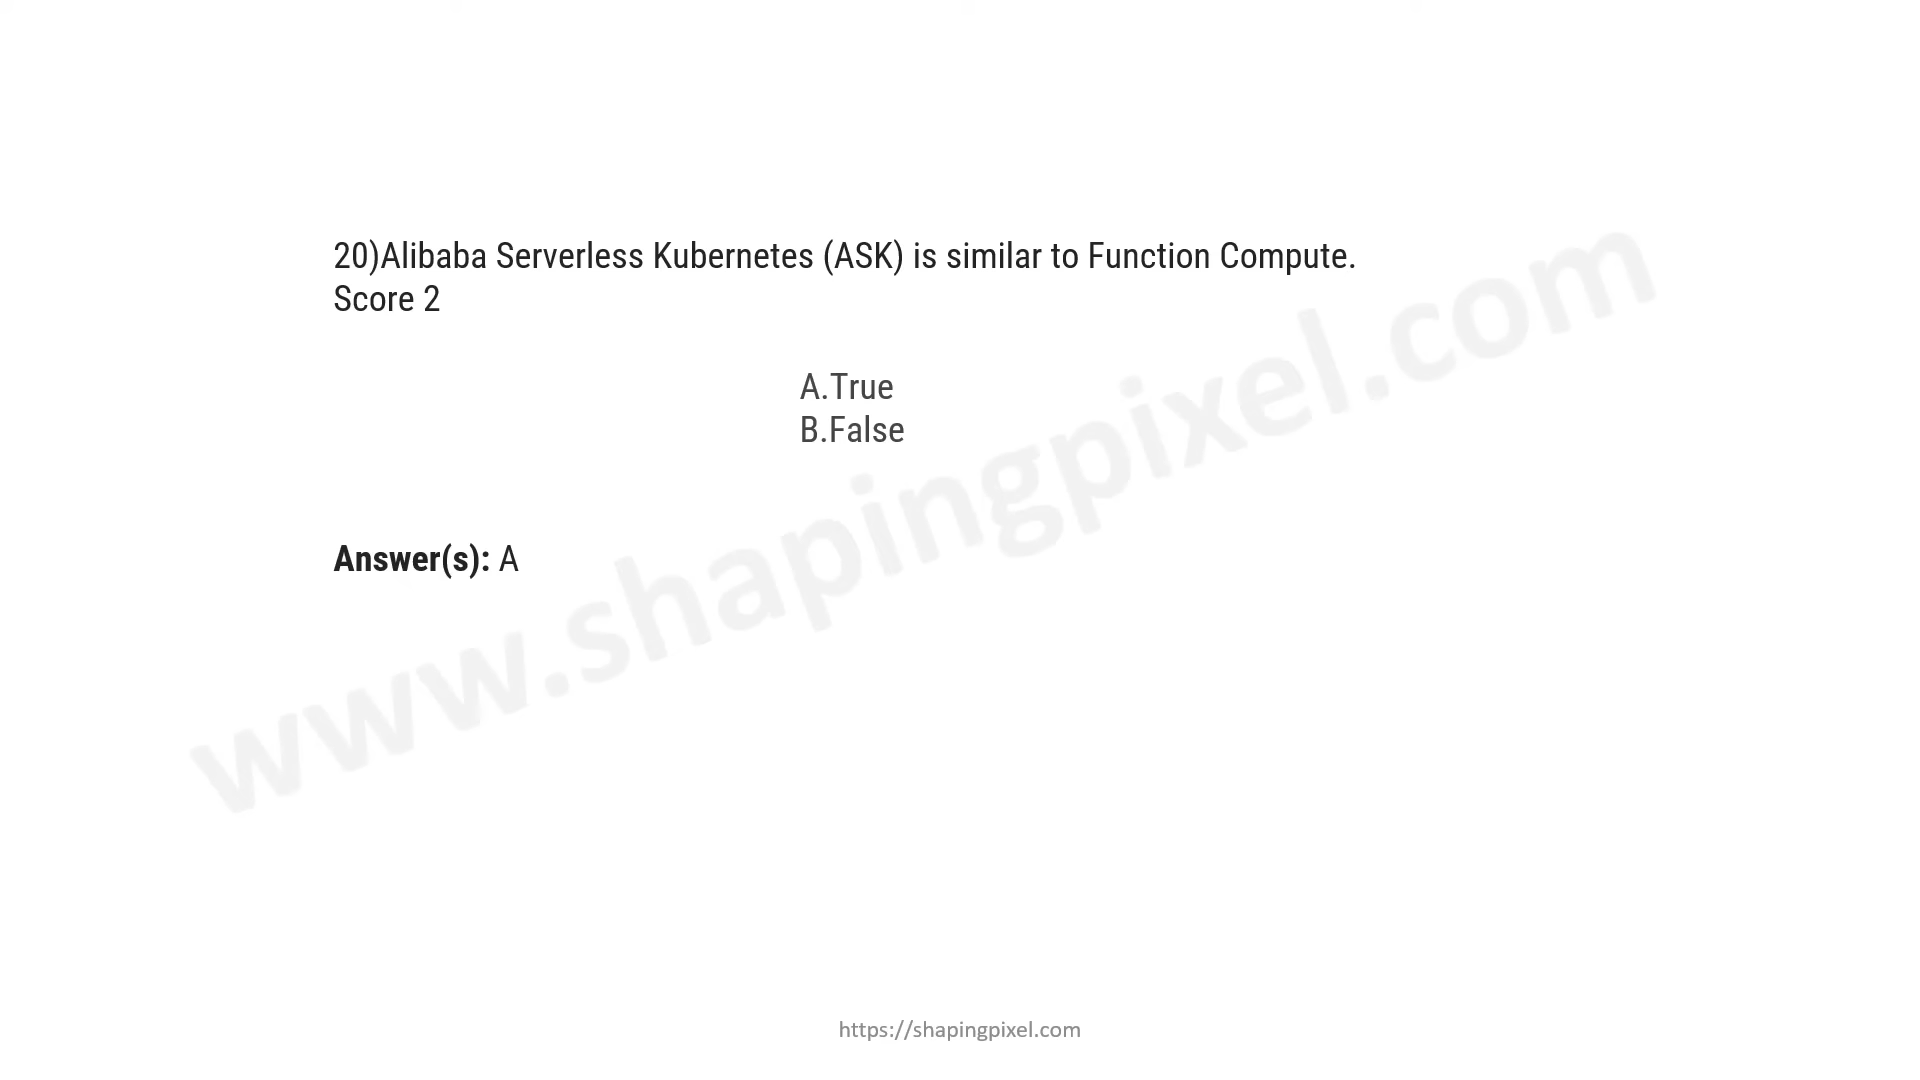 20)Alibaba Serverless Kubernetes (ASK) is similar to Function Compute.
Score 2
A.True
B.False
Answer(s): A
www.shapingpixel.com
https://shapingpixel.com